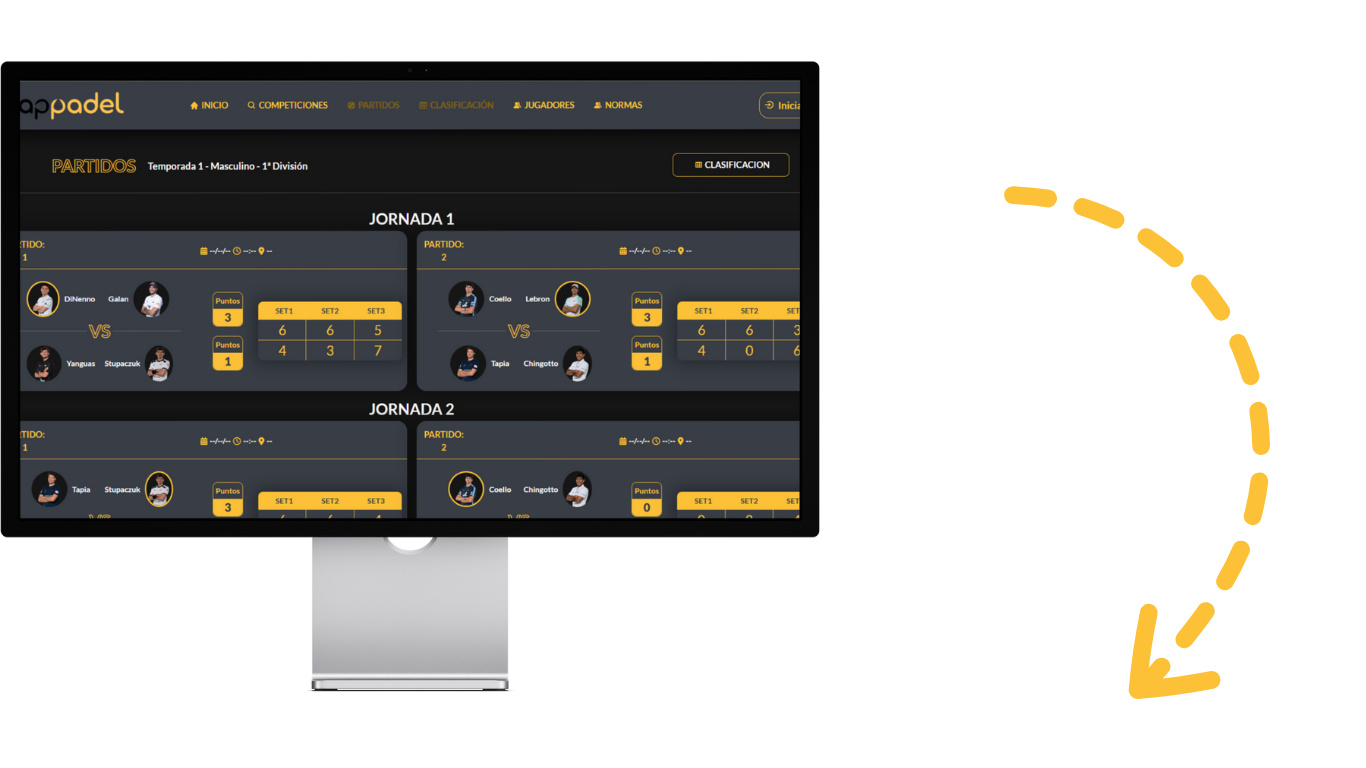 appadel
INICIO COMPETICIONES PARTIDOS CLASIFICACIÓN JUGADORES NORMAS Inicia
PARTIDOS Temporada 1 - Masculino - 1ª División CLASIFICACION
JORNADA 1
TIDO:
1
--/--/-- --:-- --
DiNenno Galan
VS
Yanguas Stupaczuk
Puntos
3
Puntos
1
SET1 SET2 SET3
6 6 5
4 3 7
PARTIDO:
2
--/--/-- --:-- --
Coello Lebron
VS
Tapia Chingotto
Puntos
3
Puntos
1
SET1 SET2 SET
6 6 3
4 0 6
JORNADA 2
TIDO:
1
--/--/-- --:-- --
Tapia Stupaczuk
Puntos
3
SET1 SET2 SET3
PARTIDO:
2
--/--/-- --:-- --
Coello Chingotto
Puntos
0
SET1 SET2 SET